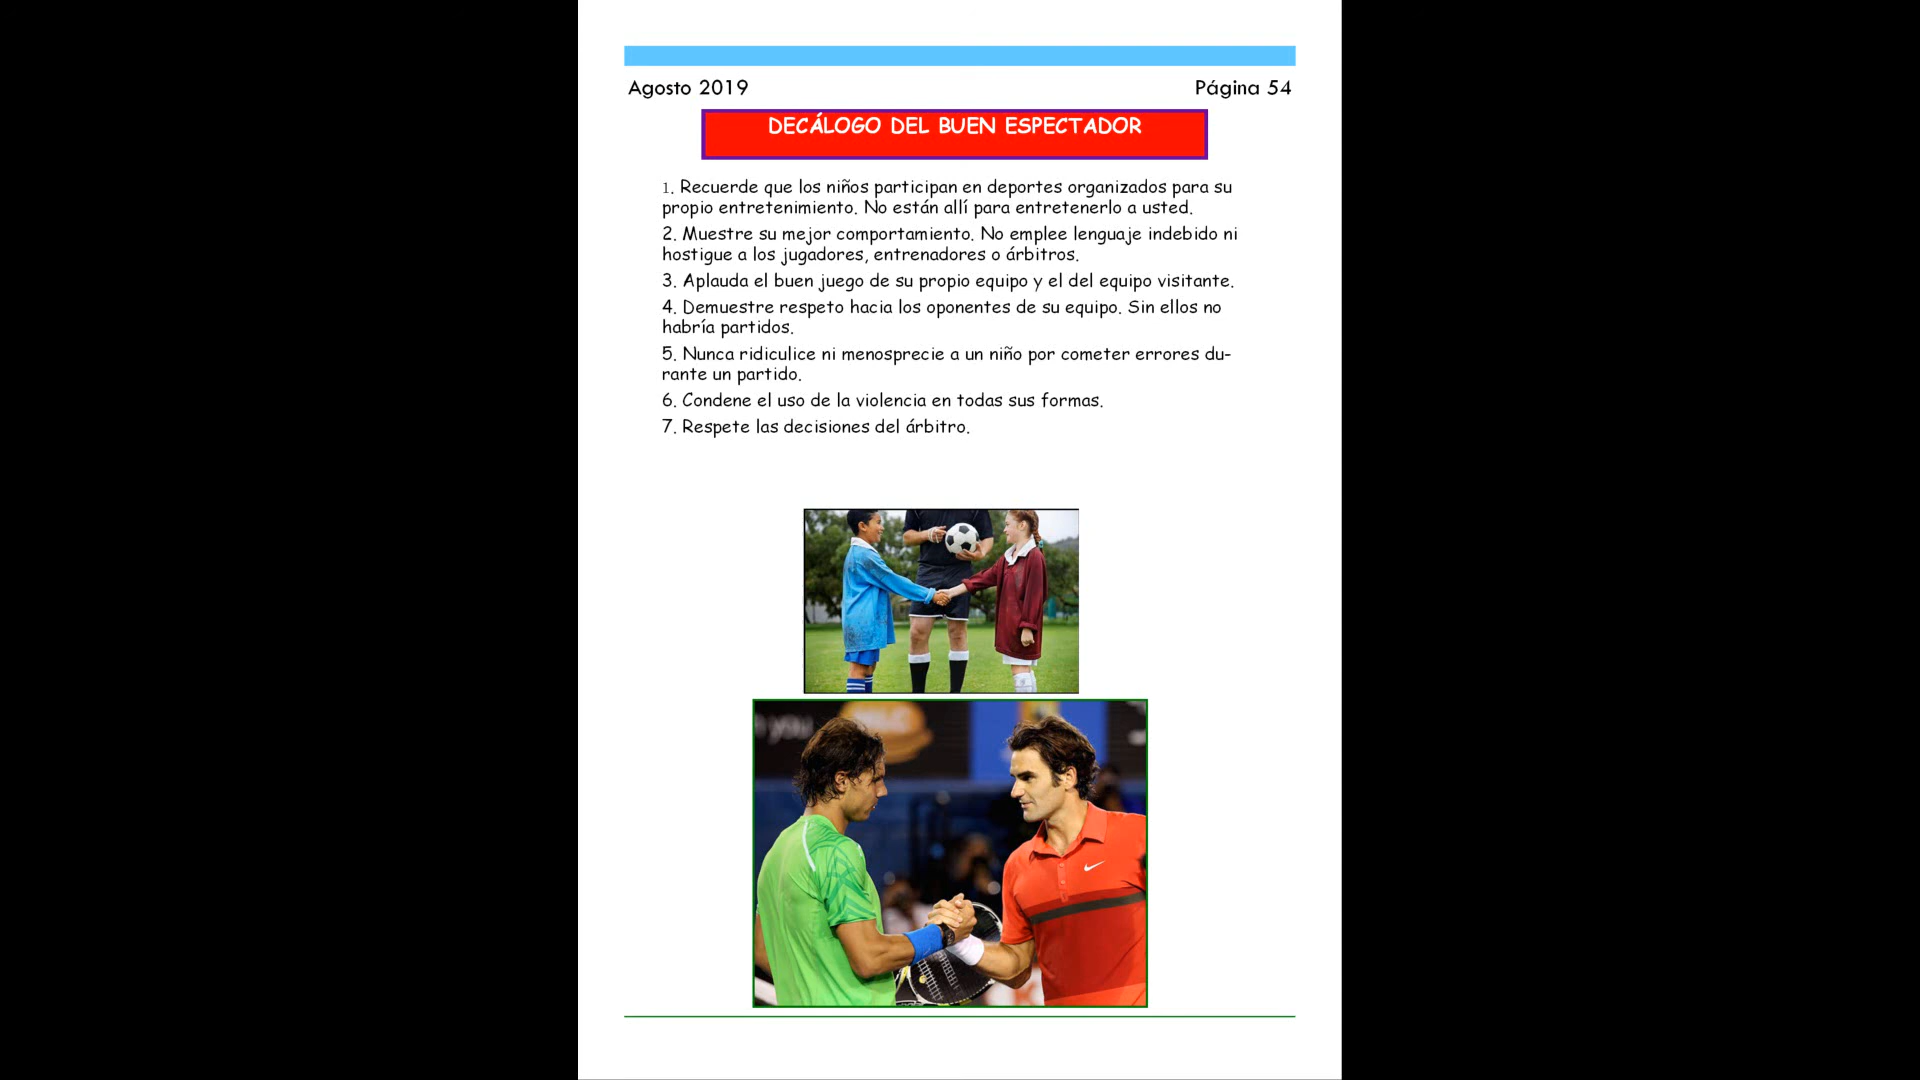 Agosto 2019
Página 54
DECÁLOGO DEL BUEN ESPECTADOR
1. Recuerde que los niños participan en deportes organizados para su
propio entretenimiento. No están allí para entretenerlo a usted.
2. Muestre su mejor comportamiento. No emplee lenguaje indebido ni
hostigue a los jugadores, entrenadores o árbitros.
3. Aplauda el buen juego de su propio equipo y el del equipo visitante.
4. Demuestre respeto hacia los oponentes de su equipo. Sin ellos no
habría partidos.
5. Nunca ridiculice ni menosprecie a un niño por cometer errores du-
rante un partido.
6. Condene el uso de la violencia en todas sus formas.
7. Respete las decisiones del árbitro.
you